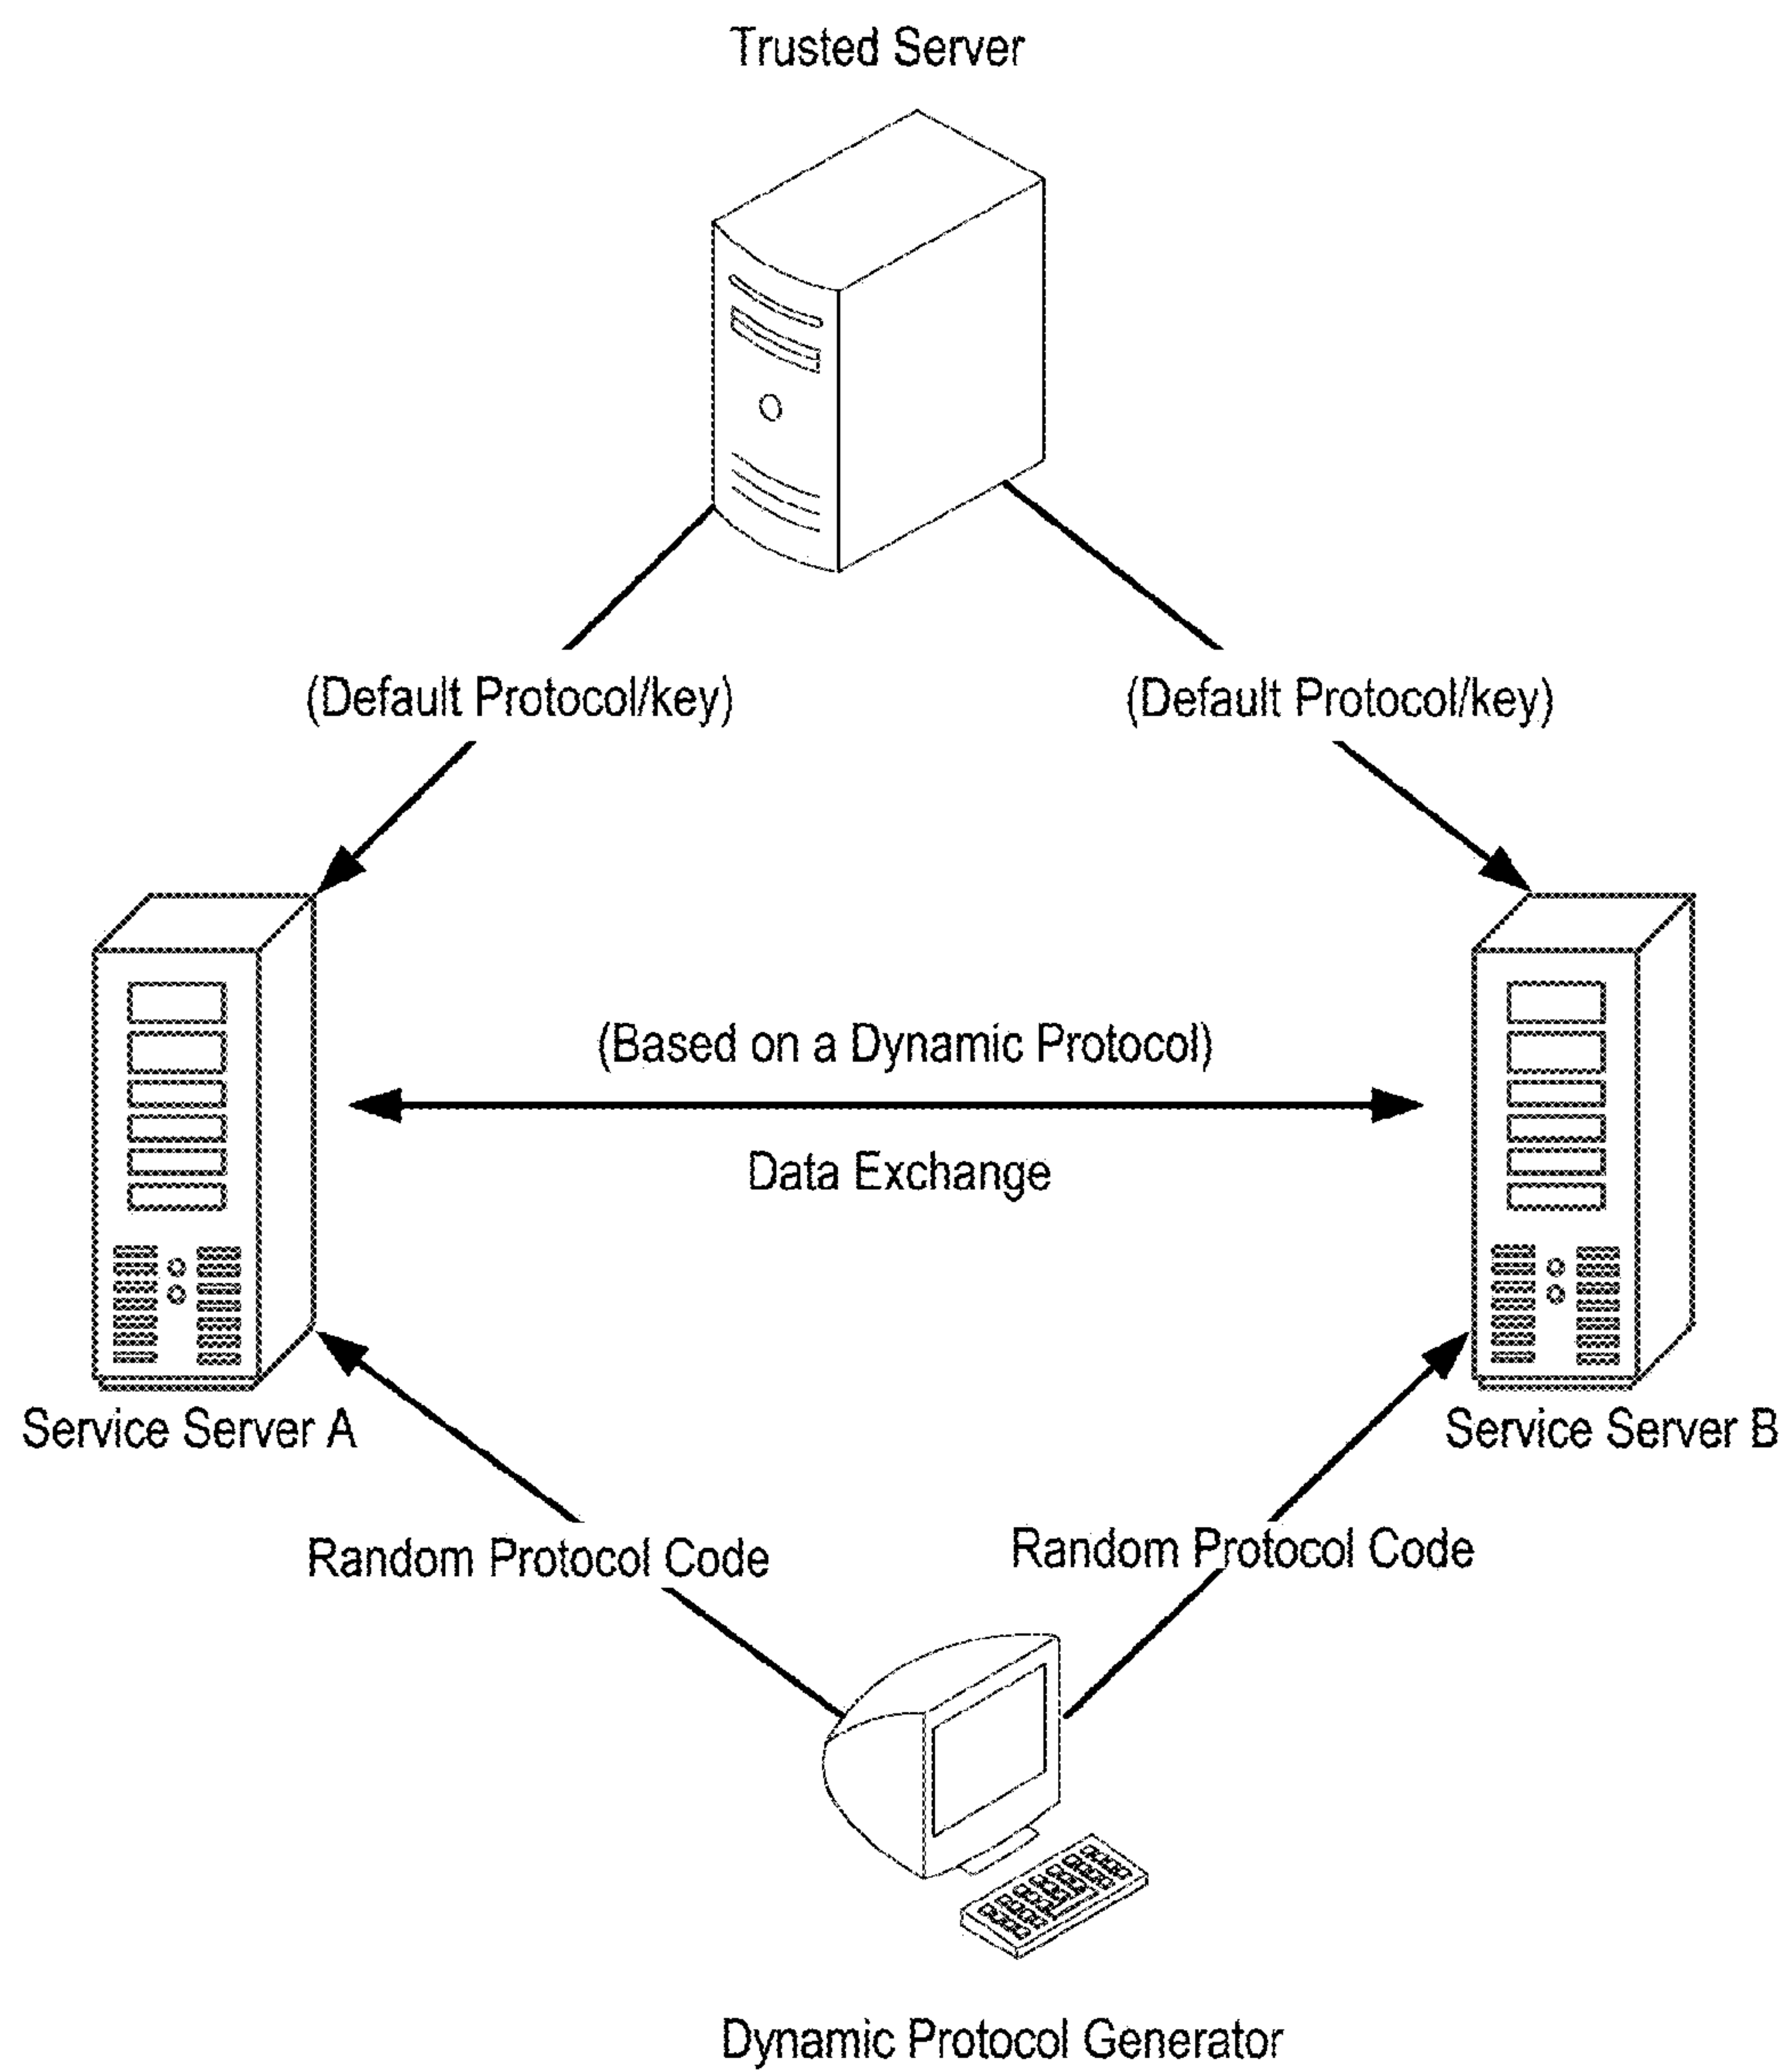 Trusted Server
(Default Protocol/key)
(Default Protocol/key)
(Based on a Dynamic Protocol)
Data Exchange
Service Server A
Service Server B
Random Protocol Code
Random Protocol Code
Dynamic Protocol Generator